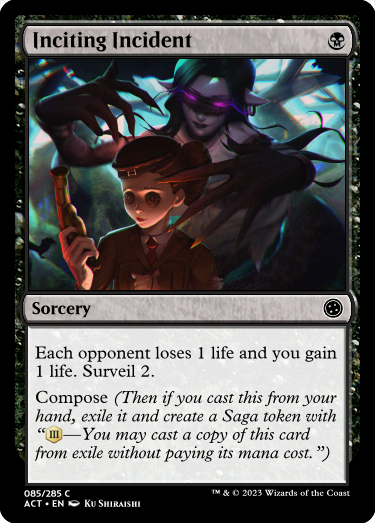 Inciting Incident
Sorcery
Each opponent loses 1 life and you gain
1 life. Surveil 2.
Compose (Then if you cast this from your
hand, exile it and create a Saga token with
“III—You may cast a copy of this card
from exile without paying its mana cost.”)
085/285 C
ACT • EN Ku Shiraishi
™ & © 2023 Wizards of the Coast